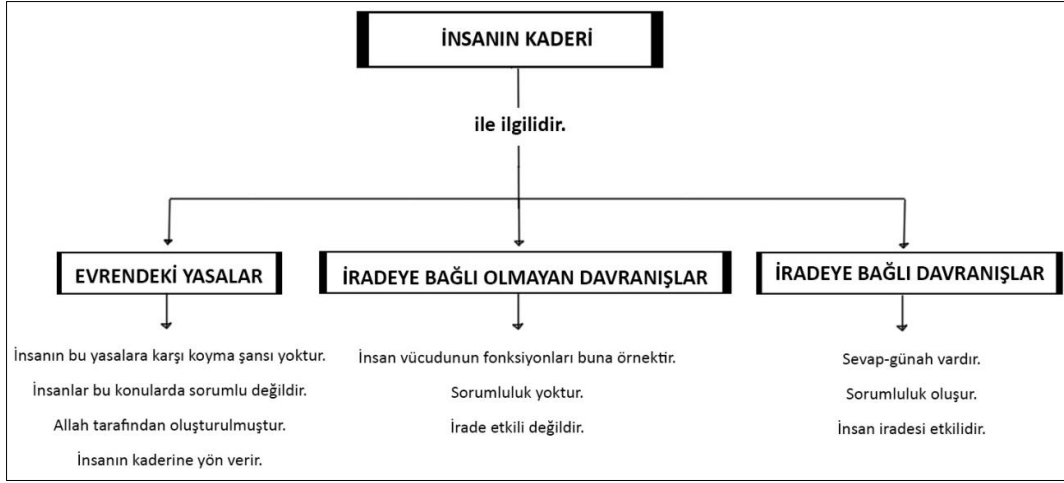 İNSANIN KADERİ
ile ilgilidir.
EVRENDEKİ YASALAR
İnsanın bu yasalara karşı koyma şansı yoktur.
İnsanlar bu konularda sorumlu değildir.
Allah tarafından oluşturulmuştur.
İnsanın kaderine yön verir.
İRADEYE BAĞLI OLMAYAN DAVRANIŞLAR
İnsan vücudunun fonksiyonları buna örnektir.
Sorumluluk yoktur.
İrade etkili değildir.
İRADEYE BAĞLI DAVRANIŞLAR
Sevap-günah vardır.
Sorumluluk oluşur.
İnsan iradesi etkilidir.